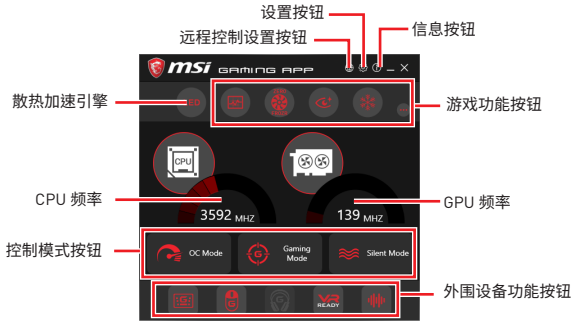 设置按钮
远程控制设置按钮
信息按钮
msi GAMING APP
散热加速引擎
游戏功能按钮
CPU
CPU 频率
GPU 频率
3592 MHZ
139 MHZ
控制模式按钮
OC Mode
G
Gaming Mode
Silent Mode
外围设备功能按钮
G
G
VR READY